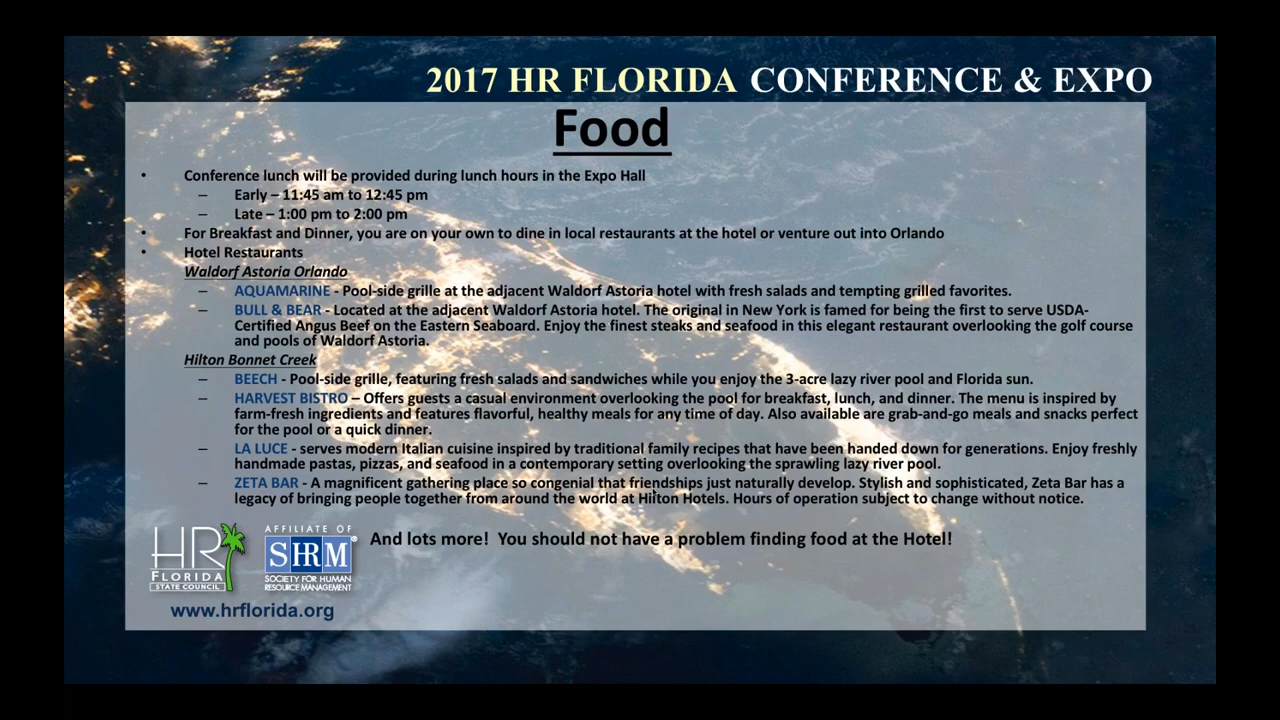 2017 HR FLORIDA CONFERENCE & EXPO
Food
• Conference lunch will be provided during lunch hours in the Expo Hall
– Early – 11:45 am to 12:45 pm
– Late – 1:00 pm to 2:00 pm
• For Breakfast and Dinner, you are on your own to dine in local restaurants at the hotel or venture out into Orlando
• Hotel Restaurants
Waldorf Astoria Orlando
– AQUAMARINE - Pool-side grille at the adjacent Waldorf Astoria hotel with fresh salads and tempting grilled favorites.
– BULL & BEAR - Located at the adjacent Waldorf Astoria hotel. The original in New York is famed for being the first to serve USDA-
Certified Angus Beef on the Eastern Seaboard. Enjoy the finest steaks and seafood in this elegant restaurant overlooking the golf course
and pools of Waldorf Astoria.
Hilton Bonnet Creek
– BEECH - Pool-side grille, featuring fresh salads and sandwiches while you enjoy the 3-acre lazy river pool and Florida sun.
– HARVEST BISTRO – Offers guests a casual environment overlooking the pool for breakfast, lunch, and dinner. The menu is inspired by
farm-fresh ingredients and features flavorful, healthy meals for any time of day. Also available are grab-and-go meals and snacks perfect
for the pool or a quick dinner.
– LA LUCE - serves modern Italian cuisine inspired by traditional family recipes that have been handed down for generations. Enjoy freshly
handmade pastas, pizzas, and seafood in a contemporary setting overlooking the sprawling lazy river pool.
– ZETA BAR - A magnificent gathering place so congenial that friendships just naturally develop. Stylish and sophisticated, Zeta Bar has a
legacy of bringing people together from around the world at Hilton Hotels. Hours of operation subject to change without notice.
And lots more! You should not have a problem finding food at the Hotel!
HR
FLORIDA
STATE COUNCIL
AFFILIATE OF
SHRM®
SOCIETY FOR HUMAN
RESOURCE MANAGEMENT
www.hrflorida.org